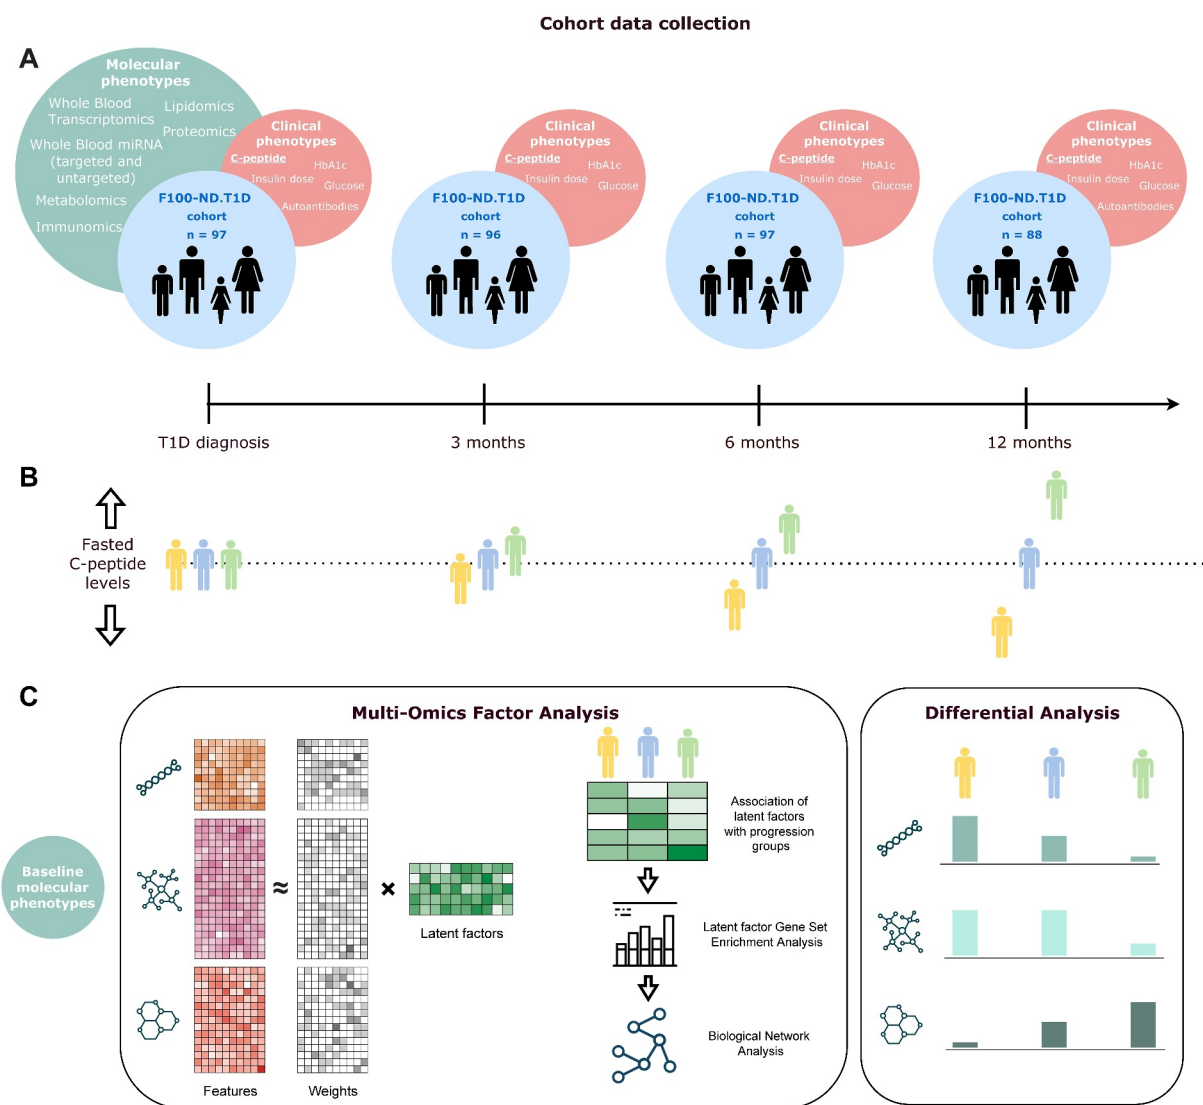 Cohort data collection
A
Molecular
phenotypes
Whole Blood
Transcriptomics
Lipidomics
Proteomics
Whole Blood miRNA
(targeted and
untargeted)
Metabolomics
Immunomics
Clinical
phenotypes
C-peptide
HbA1c
Insulin dose
Glucose
Autoantibodies
F100-ND.T1D
cohort
n = 97
Clinical
phenotypes
C-peptide
HbA1c
Insulin dose
Glucose
F100-ND.T1D
cohort
n = 96
Clinical
phenotypes
C-peptide
HbA1c
Insulin dose
Glucose
F100-ND.T1D
cohort
n = 97
Clinical
phenotypes
C-peptide
HbA1c
Insulin dose
Glucose
Autoantibodies
F100-ND.T1D
cohort
n = 88
T1D diagnosis
3 months
6 months
12 months
B
Fasted
C-peptide
levels
C
Multi-Omics Factor Analysis
Baseline
molecular
phenotypes
≈
×
Features
Weights
Latent factors
Association of
latent factors
with progression
groups
Latent factor Gene Set
Enrichment Analysis
Biological Network
Analysis
Differential Analysis